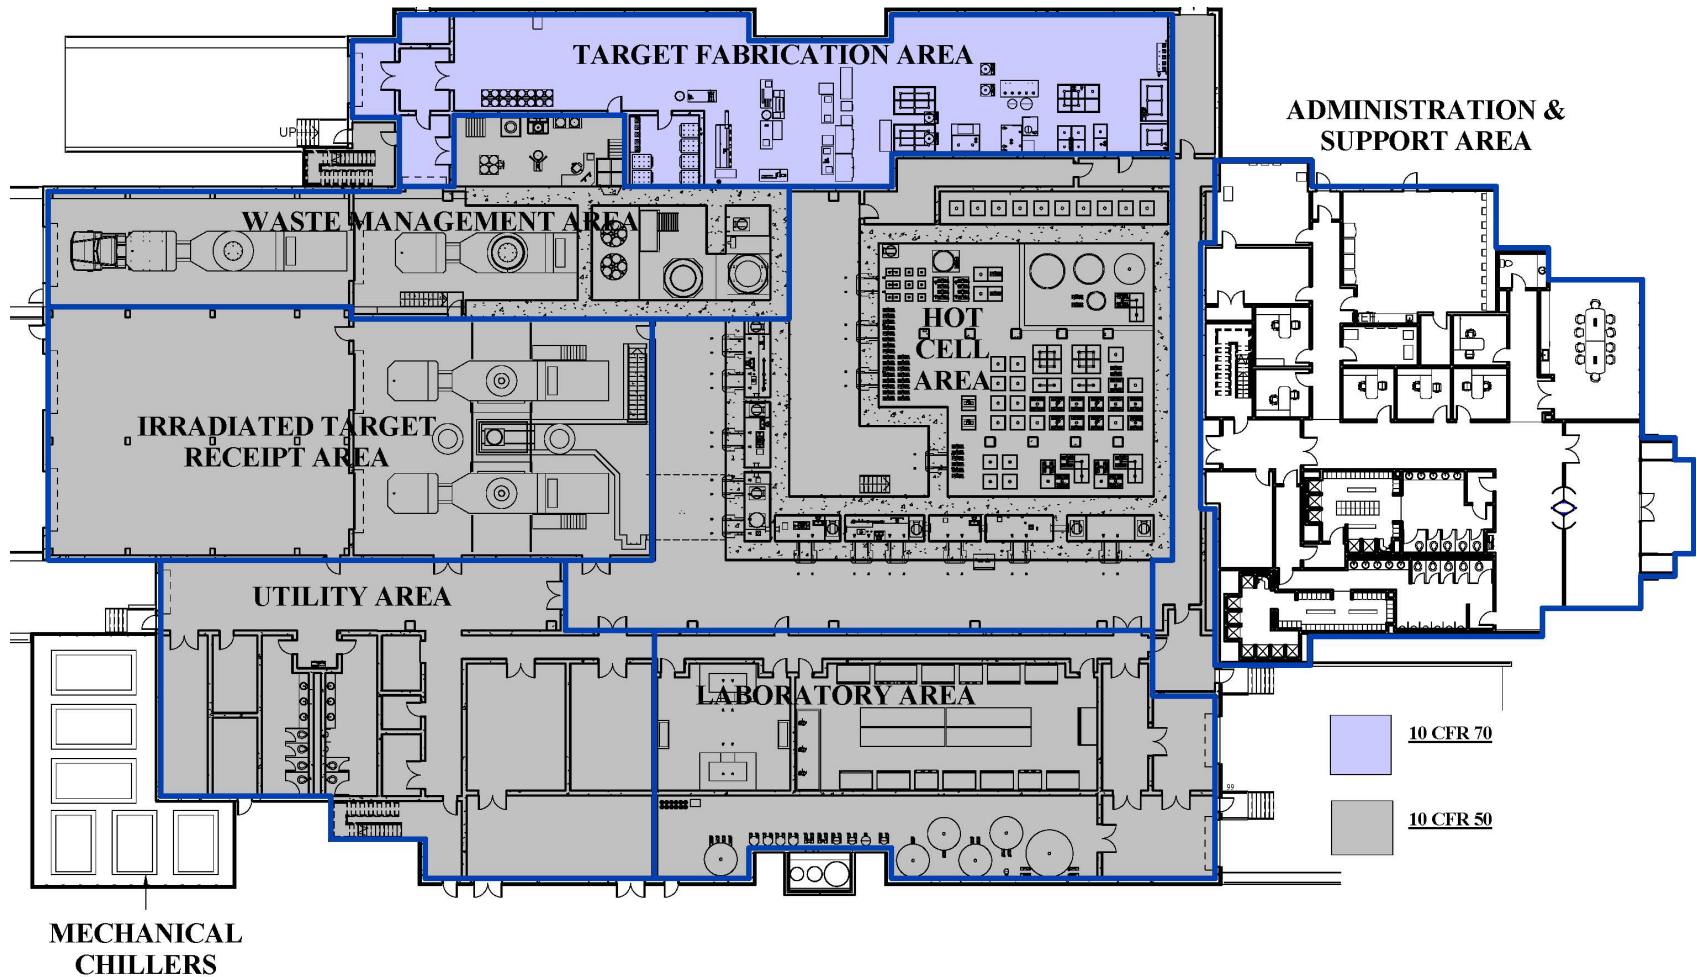 TARGET FABRICATION AREA
ADMINISTRATION &
SUPPORT AREA
UP
WASTE MANAGEMENT AREA
HOT
CELL
AREA
IRRADIATED TARGET
RECEIPT AREA
UTILITY AREA
LABORATORY AREA
10 CFR 70
10 CFR 50
MECHANICAL
CHILLERS